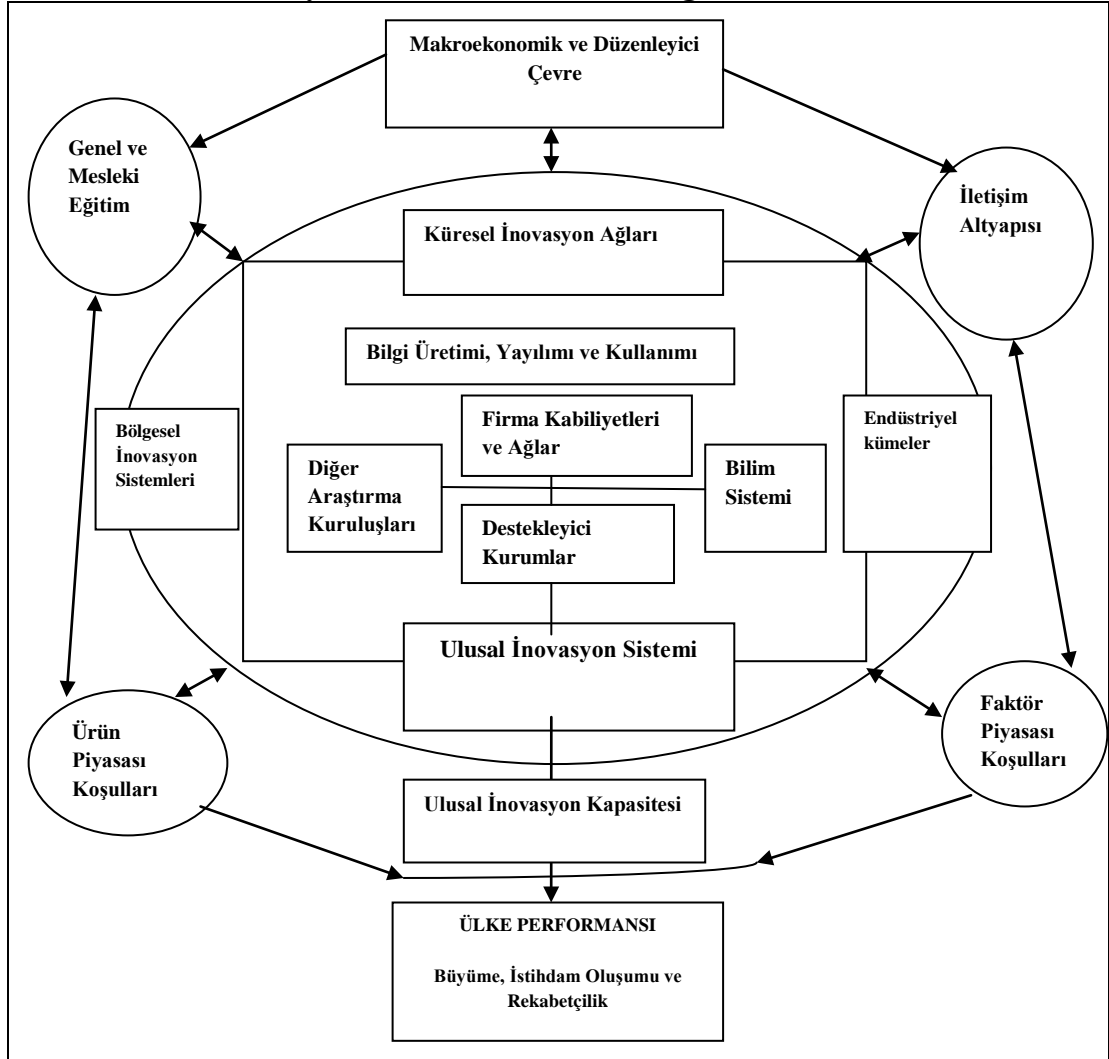 Makroekonomik ve Düzenleyici
Çevre
Genel ve
Mesleki
Eğitim
İletişim
Altyapısı
Küresel İnovasyon Ağları
Bilgi Üretimi, Yayılımı ve Kullanımı
Bölgesel
İnovasyon
Sistemleri
Firma Kabiliyetleri
ve Ağlar
Endüstriyel
kümeler
Diğer
Araştırma
Kuruluşları
Bilim
Sistemi
Destekleyici
Kurumlar
Ulusal İnovasyon Sistemi
Ürün
Piyasası
Koşulları
Faktör
Piyasası
Koşulları
Ulusal İnovasyon Kapasitesi
ÜLKE PERFORMANSI
Büyüme, İstihdam Oluşumu ve
Rekabetçilik